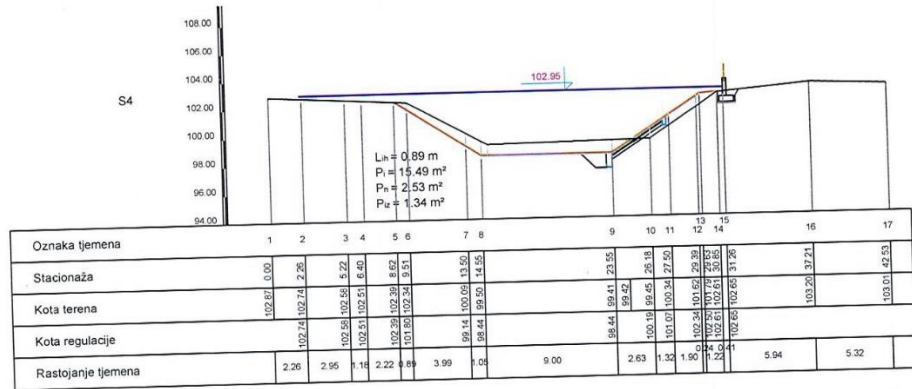 108.00
106.00
104.00
102.00
100.00
98.00
96.00
94.00
S4
102.95
Lih = 0.89 m
Pi = 15.49 m²
Pn = 2.53 m²
Piz = 1.34 m²
Oznaka tjemena 1 2 3 4 5 6 7 8 9 10 11 12 13 14 15 16 17
Stacionaža 0.00 2.26 5.22 6.40 8.62 9.51 13.50 14.55 23.55 26.18 27.50 29.39 29.63 30.85 31.26 37.21 42.53
Kota terena 102.87 102.74 102.58 102.51 102.39 102.34 100.09 99.50 99.41 99.42 99.45 100.34 101.62 101.79 102.61 102.65 103.20 103.01
Kota regulacije 102.74 102.58 102.51 102.39 101.80 99.14 98.44 98.44 100.19 101.07 102.34 102.50 102.61 102.65
Rastojanje tjemena 2.26 2.95 1.18 2.22 0.89 3.99 1.05 9.00 2.63 1.32 1.90 0.24 1.22 0.41 5.94 5.32